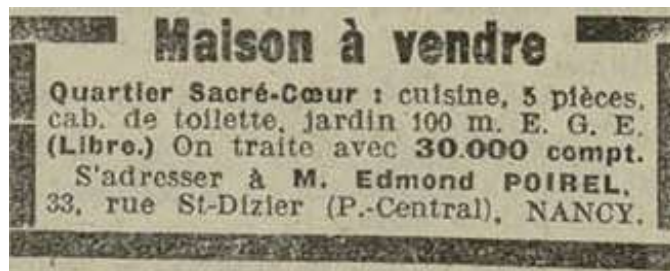 Maison à vendre
Quartier Sacré-Cœur : cuisine, 5 pièces,
cab. de toilette, jardin 100 m. E. G. E.
(Libre.) On traite avec 30.000 compt.
S'adresser à M. Edmond POIREL,
33, rue St-Dizier (P.-Central), NANCY.